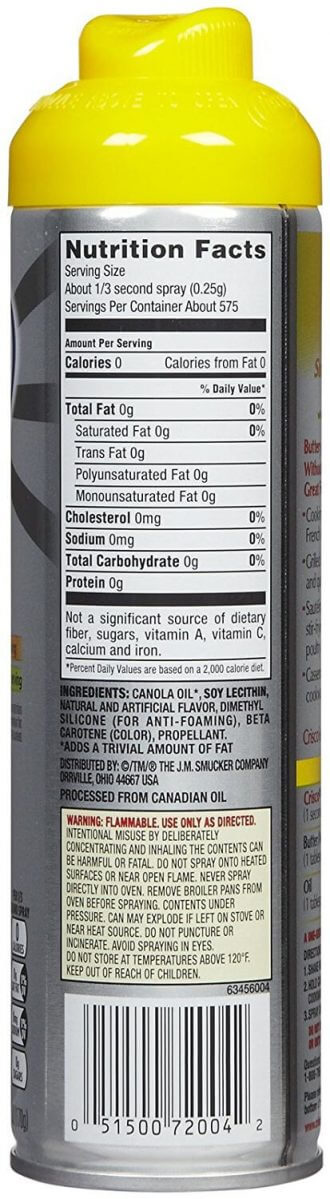 Nutrition Facts
Serving Size
About 1/3 second spray (0.25g)
Servings Per Container About 575
Amount Per Serving
Calories 0 Calories from Fat 0
% Daily Value*
Total Fat 0g 0%
Saturated Fat 0g 0%
Trans Fat 0g
Polyunsaturated Fat 0g
Monounsaturated Fat 0g
Cholesterol 0mg 0%
Sodium 0mg 0%
Total Carbohydrate 0g 0%
Protein 0g
Not a significant source of dietary
fiber, sugars, vitamin A, vitamin C,
calcium and iron.
*Percent Daily Values are based on a 2,000 calorie diet.
INGREDIENTS: CANOLA OIL*, SOY LECITHIN,
NATURAL AND ARTIFICIAL FLAVOR, DIMETHYL
SILICONE (FOR ANTI-FOAMING), BETA
CAROTENE (COLOR), PROPELLANT.
*ADDS A TRIVIAL AMOUNT OF FAT
DISTRIBUTED BY: ©/TM/® THE J.M. SMUCKER COMPANY
ORRVILLE, OHIO 44667 USA
PROCESSED FROM CANADIAN OIL
WARNING: FLAMMABLE. USE ONLY AS DIRECTED.
INTENTIONAL MISUSE BY DELIBERATELY
CONCENTRATING AND INHALING THE CONTENTS CAN
BE HARMFUL OR FATAL. DO NOT SPRAY ONTO HEATED
SURFACES OR NEAR OPEN FLAME. NEVER SPRAY
DIRECTLY INTO OVEN. REMOVE BROILER PANS FROM
OVEN BEFORE SPRAYING. CONTENTS UNDER
PRESSURE. CAN MAY EXPLODE IF LEFT ON STOVE OR
NEAR HEAT SOURCE. DO NOT PUNCTURE OR
INCINERATE. AVOID SPRAYING IN EYES.
DO NOT STORE AT TEMPERATURES ABOVE 120°F.
KEEP OUT OF REACH OF CHILDREN.
63456004
0 51500 72004 2